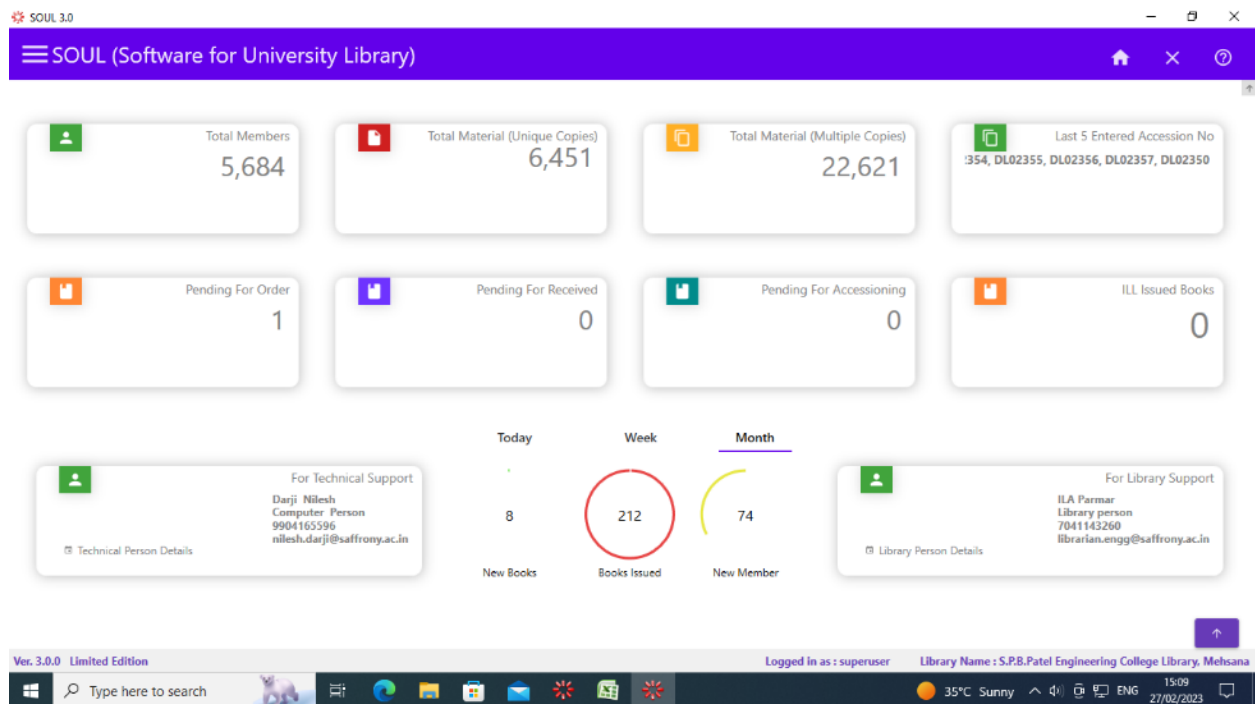 SOUL 3.0
SOUL (Software for University Library)
Total Members
5,684
Total Material (Unique Copies)
6,451
Total Material (Multiple Copies)
22,621
Last 5 Entered Accession No
354, DL02355, DL02356, DL02357, DL02350
Pending For Order
1
Pending For Received
0
Pending For Accessioning
0
ILL Issued Books
0
For Technical Support
Darji Nilesh
Computer Person
9904165596
nilesh.darji@saffrony.ac.in
Technical Person Details
Today
Week
Month
8
212
74
New Books
Books Issued
New Member
For Library Support
ILA Parmar
Library person
7041143260
librarian.engg@saffrony.ac.in
Library Person Details
Ver. 3.0.0 Limited Edition
Logged in as : superuser
Library Name : S.P.B.Patel Engineering College Library, Mehsana
Type here to search
35°C Sunny
ENG
15:09
27/02/2023